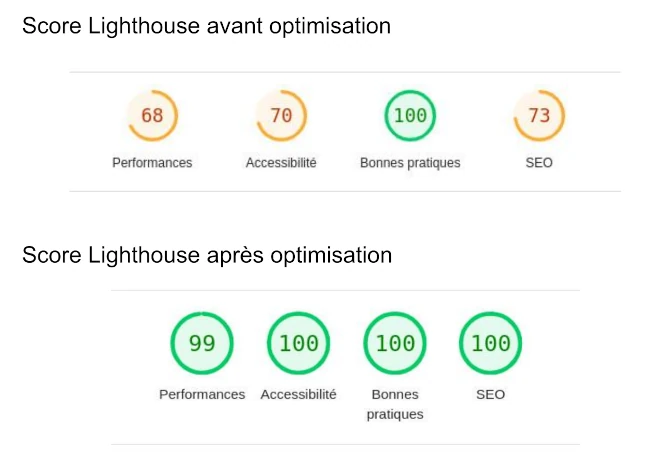 Score Lighthouse avant optimisation
68 70 100 73
Performances Accessibilité Bonnes pratiques SEO
Score Lighthouse après optimisation
99 100 100 100
Performances Accessibilité Bonnes SEO
pratiques